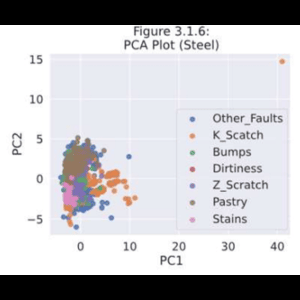 Figure 3.1.6:
PCA Plot (Steel)
15
10
5
0
−5
PC2
Other_Faults
K_Scatch
Bumps
Dirtiness
Z_Scratch
Pastry
Stains
0
10
20
30
40
PC1